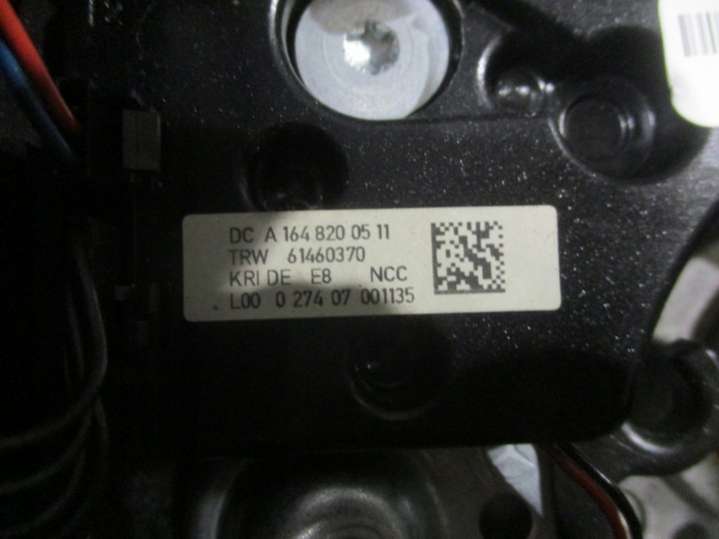 DC A 164 820 05 11
TRW 61460370
KRI DE E8 NCC
L00 0 274 07 001135